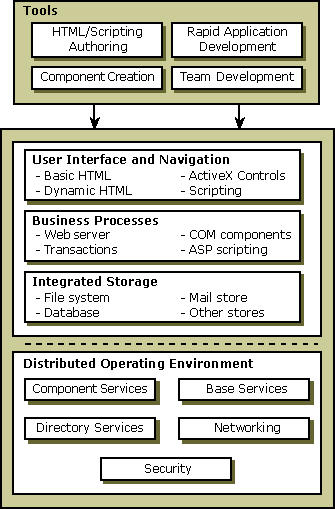 Tools
HTML/Scripting
Authoring
Rapid Application
Development
Component Creation
Team Development
User Interface and Navigation
- Basic HTML
- ActiveX Controls
- Dynamic HTML
- Scripting
Business Processes
- Web server
- COM components
- Transactions
- ASP scripting
Integrated Storage
- File system
- Mail store
- Database
- Other stores
Distributed Operating Environment
Component Services
Base Services
Directory Services
Networking
Security